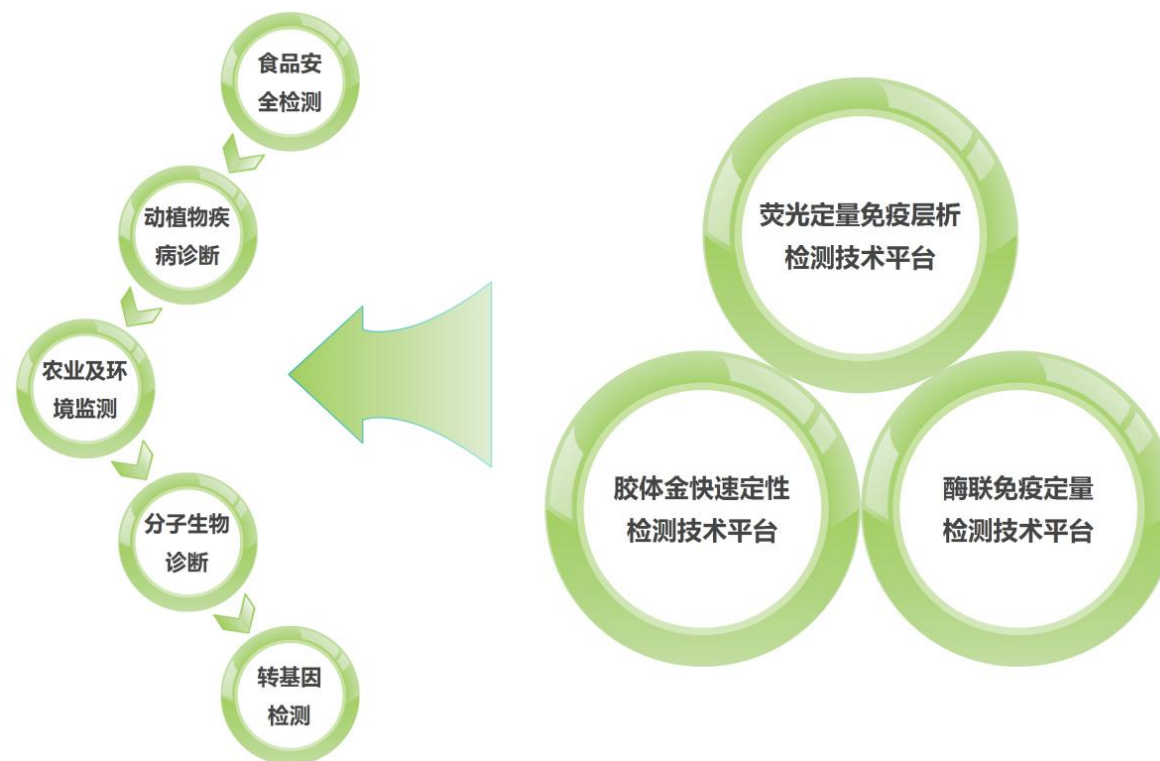 食品安
全检测
动植物疾
病诊断
农业及环
境监测
分子生物
诊断
转基因
检测
荧光定量免疫层析
检测技术平台
胶体金快速定性
检测技术平台
酶联免疫定量
检测技术平台